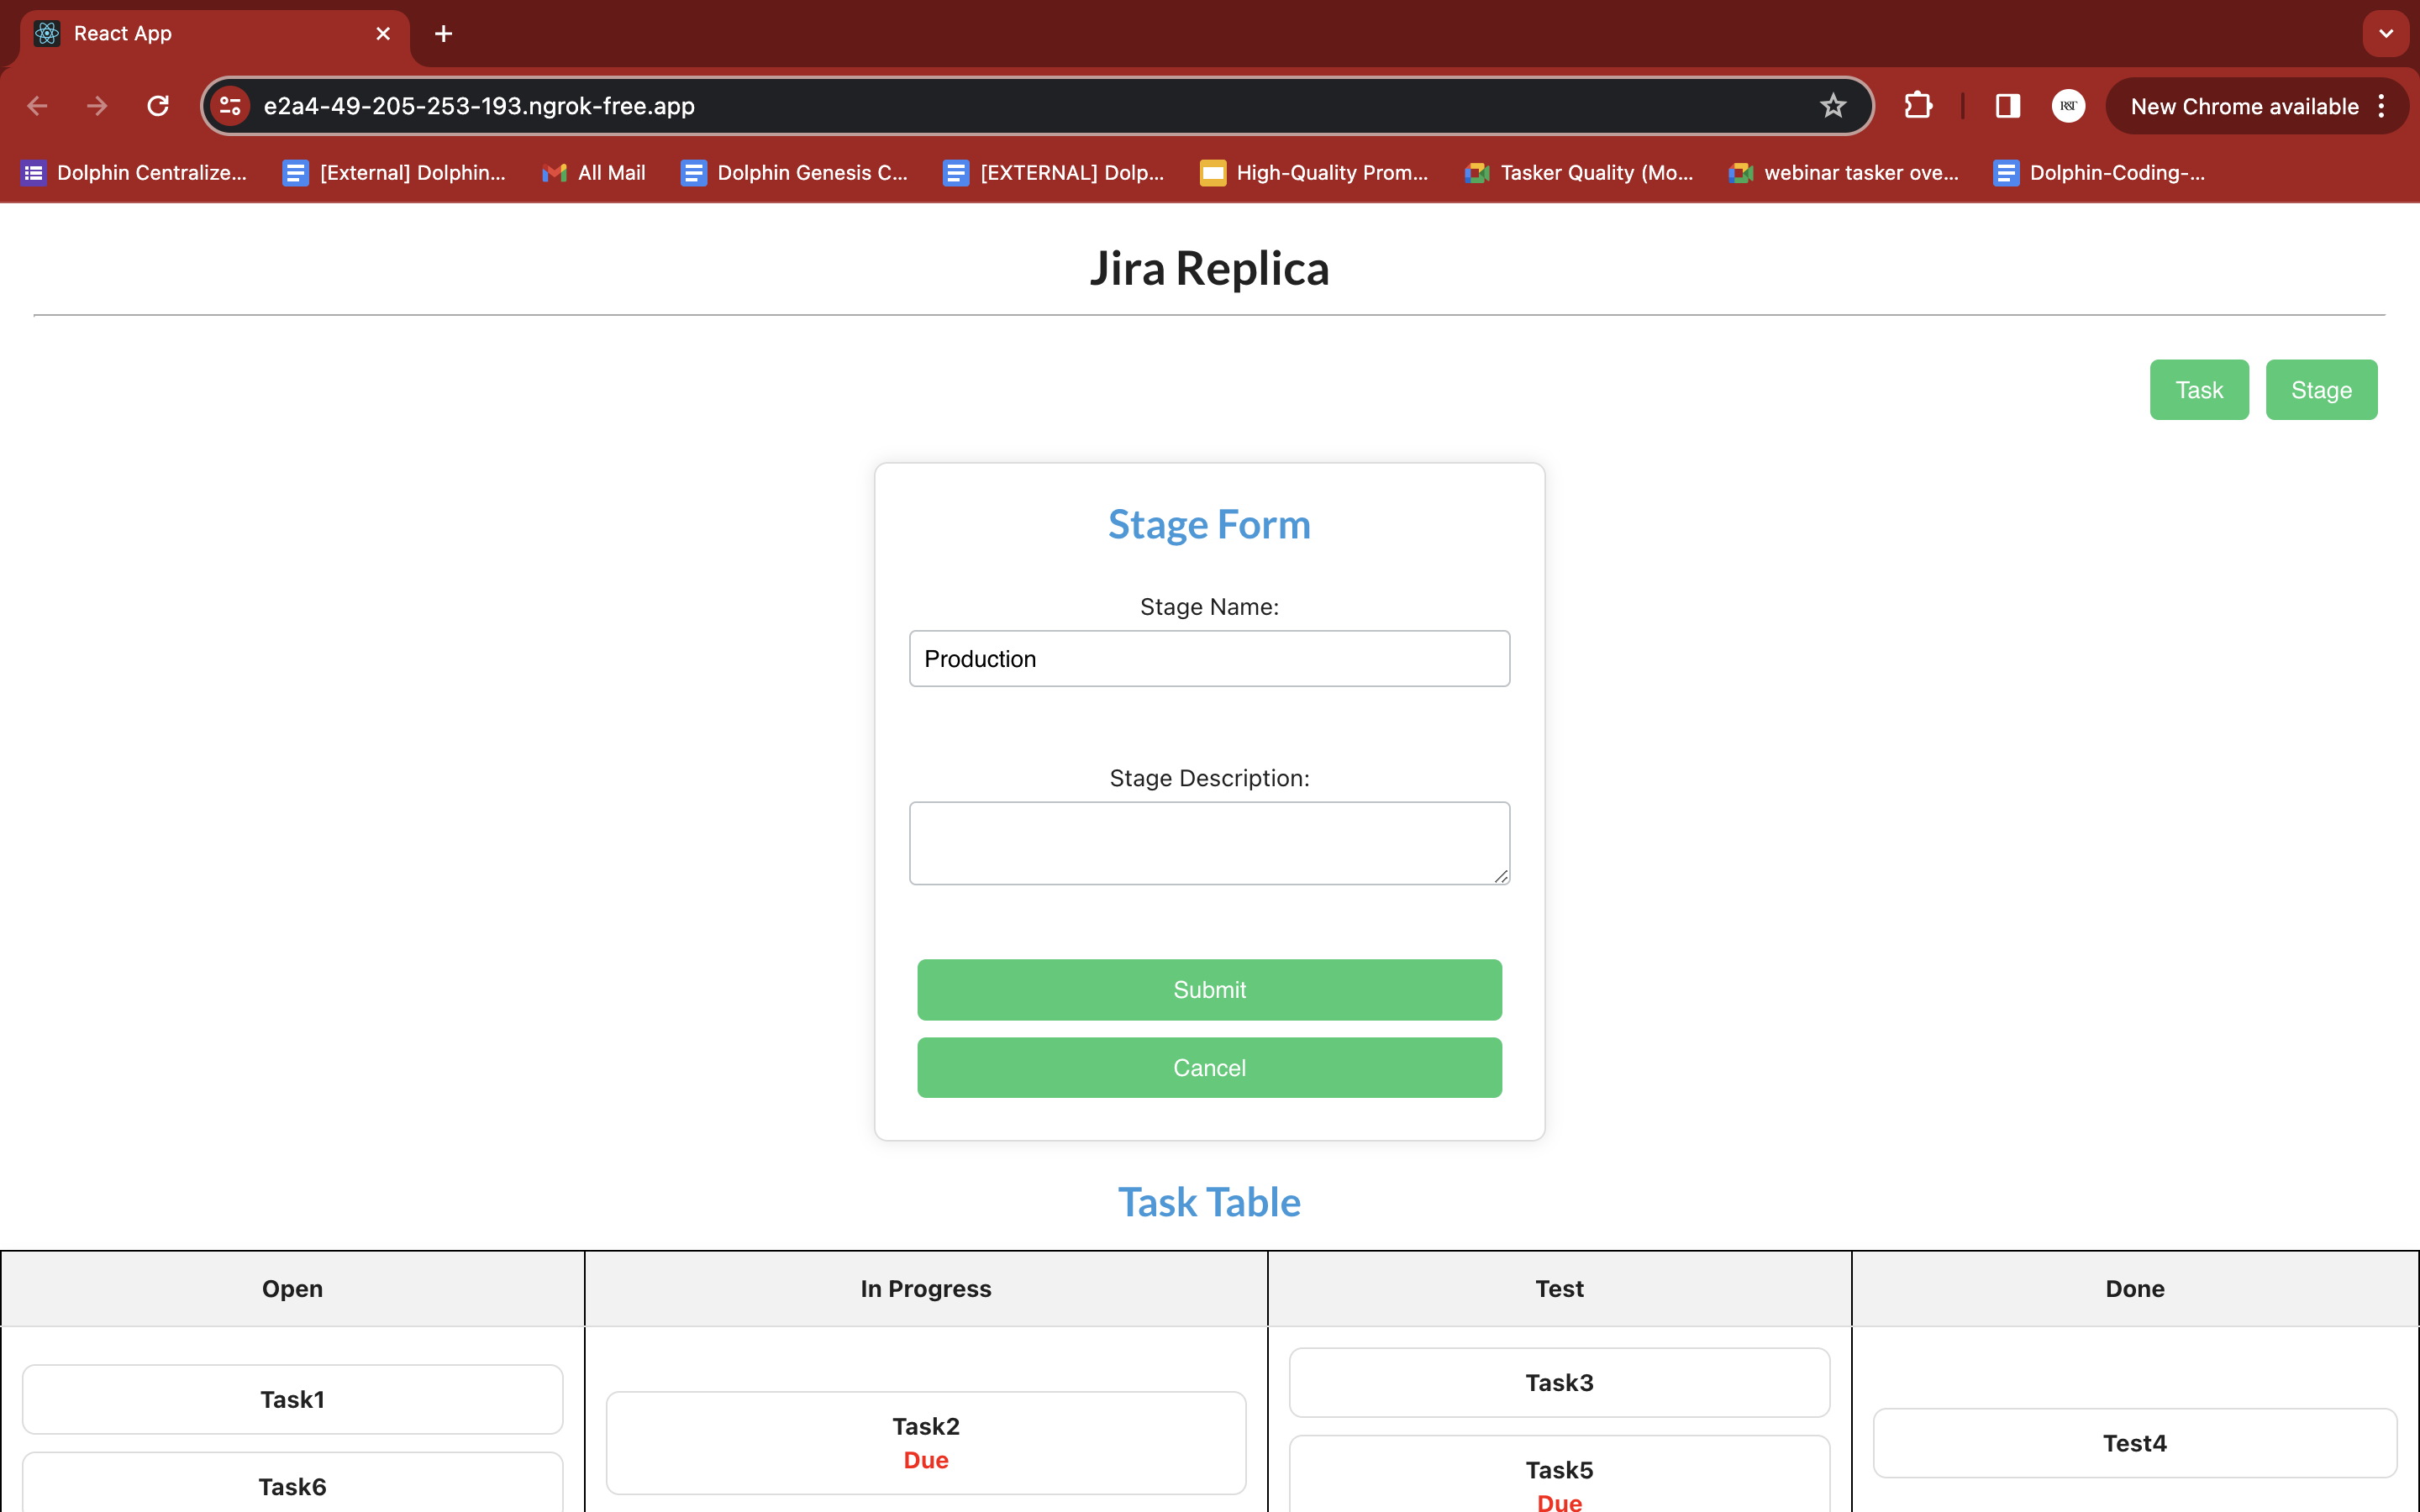 React App
e2a4-49-205-253-193.ngrok-free.app
RST
New Chrome available
Dolphin Centralize...
[External] Dolphin...
All Mail
Dolphin Genesis C...
[EXTERNAL] Dolp...
High-Quality Prom...
Tasker Quality (Mo...
webinar tasker ove...
Dolphin-Coding-...
Jira Replica
Task
Stage
Stage Form
Stage Name:
Production
Stage Description:
Submit
Cancel
Task Table
Open
In Progress
Test
Done
Task1
Task6
Task2
Due
Task3
Task5
Due
Test4